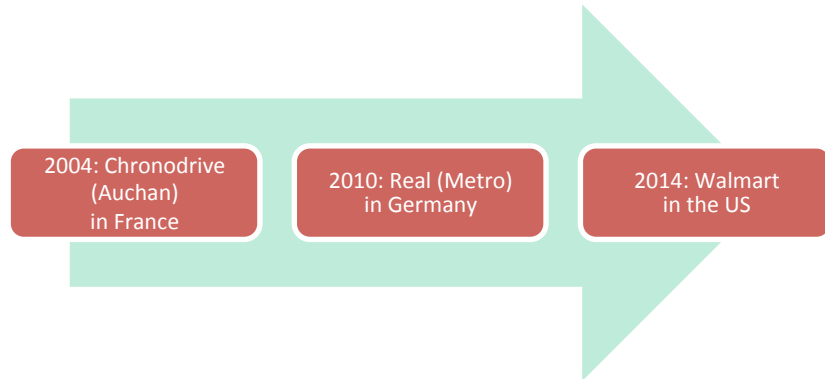 2004: Chronodrive
(Auchan)
in France
2010: Real (Metro)
in Germany
2014: Walmart
in the US